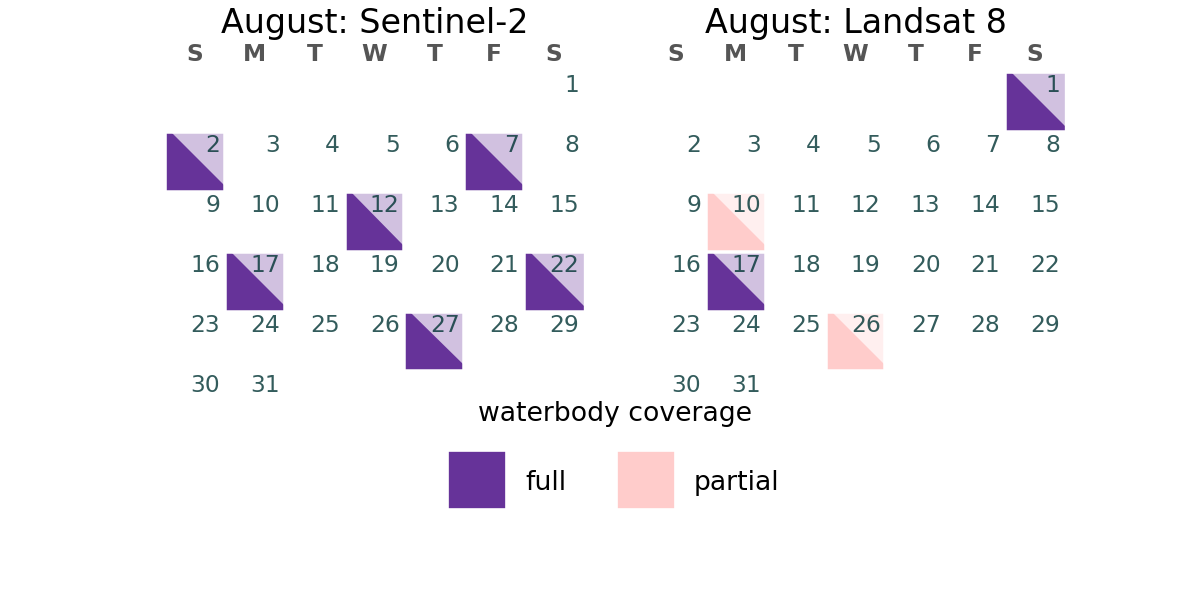 August: Sentinel-2
S M T W T F S
1
2 3 4 5 6 7 8
9 10 11 12 13 14 15
16 17 18 19 20 21 22
23 24 25 26 27 28 29
30 31
August: Landsat 8
S M T W T F S
1
2 3 4 5 6 7 8
9 10 11 12 13 14 15
16 17 18 19 20 21 22
23 24 25 26 27 28 29
30 31
waterbody coverage
full partial